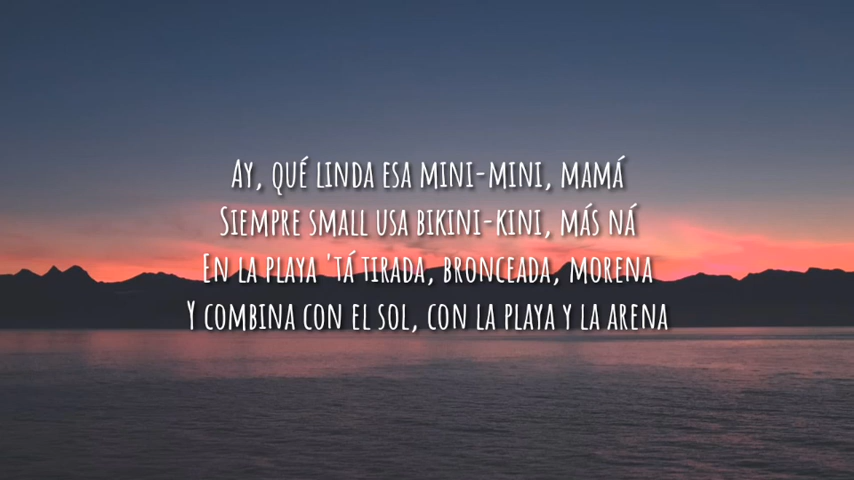 Ay, qué linda esa mini-mini, mamá
Siempre small usa bikini-kini, más ná
En la playa 'tá tirada, bronceada, morena
Y combina con el sol, con la playa y la arena